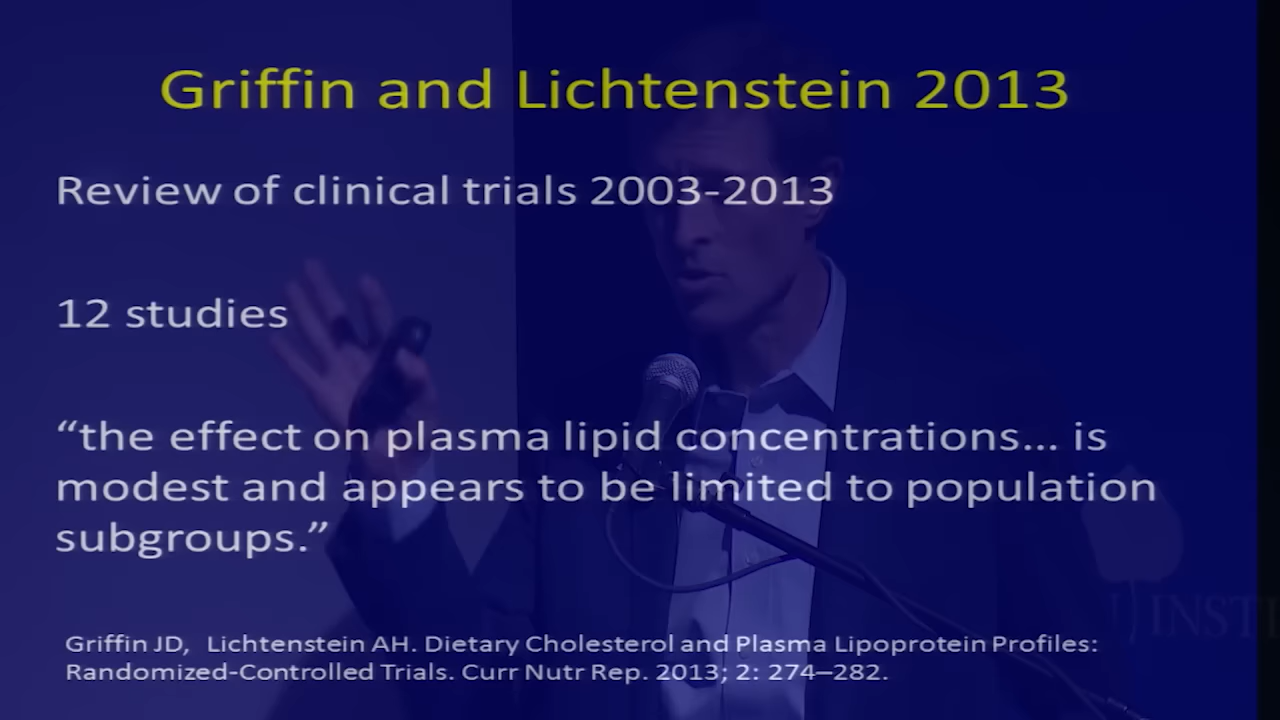 Griffin and Lichtenstein 2013
Review of clinical trials 2003-2013
12 studies
“the effect on plasma lipid concentrations... is
modest and appears to be limited to population
subgroups.”
Griffin JD, Lichtenstein AH. Dietary Cholesterol and Plasma Lipoprotein Profiles:
Randomized-Controlled Trials. Curr Nutr Rep. 2013; 2: 274–282.